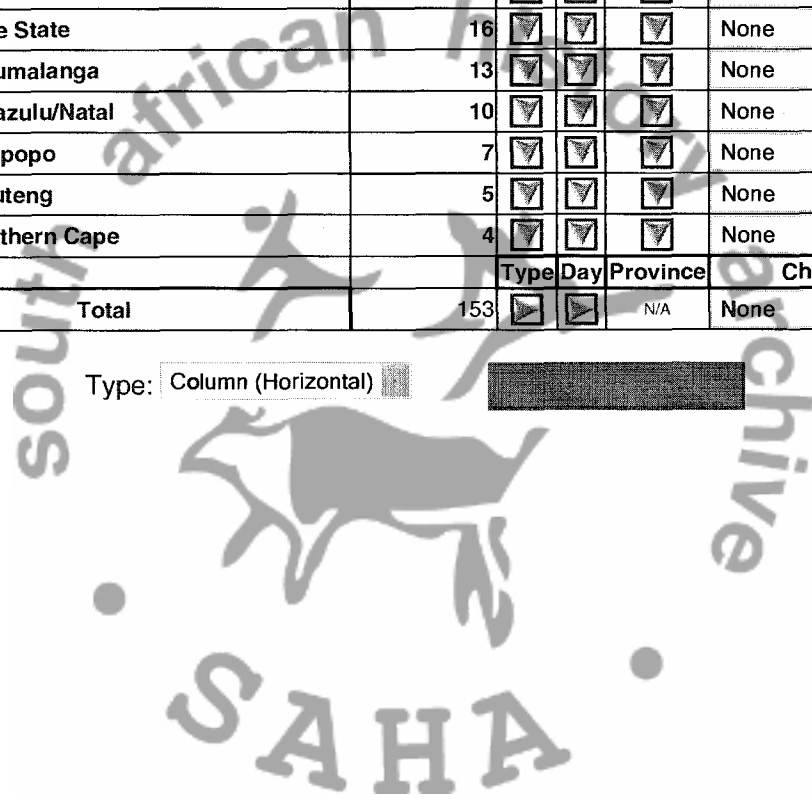 e State 16 None
umalanga 13 None
azulu/Natal 10 None
popo 7 None
uteng 5 None
thern Cape 4 None
Type Day Province Ch
Total 153 N/A None
Type: Column (Horizontal)
south african history archive
SAHA